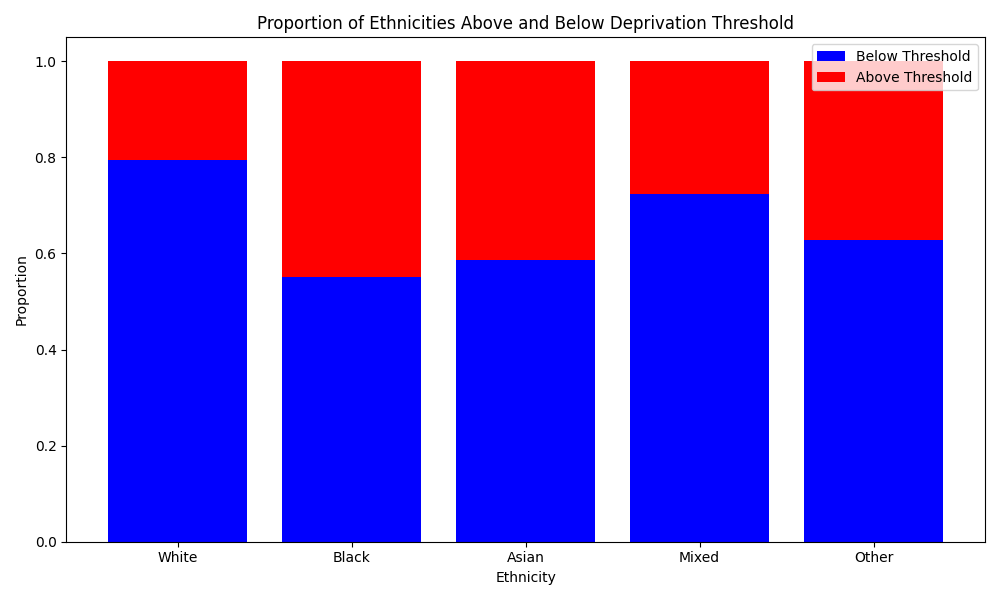 Proportion of Ethnicities Above and Below Deprivation Threshold
Below Threshold
Above Threshold
1.0
0.8
0.6
0.4
0.2
0.0
Proportion
White Black Asian Mixed Other
Ethnicity